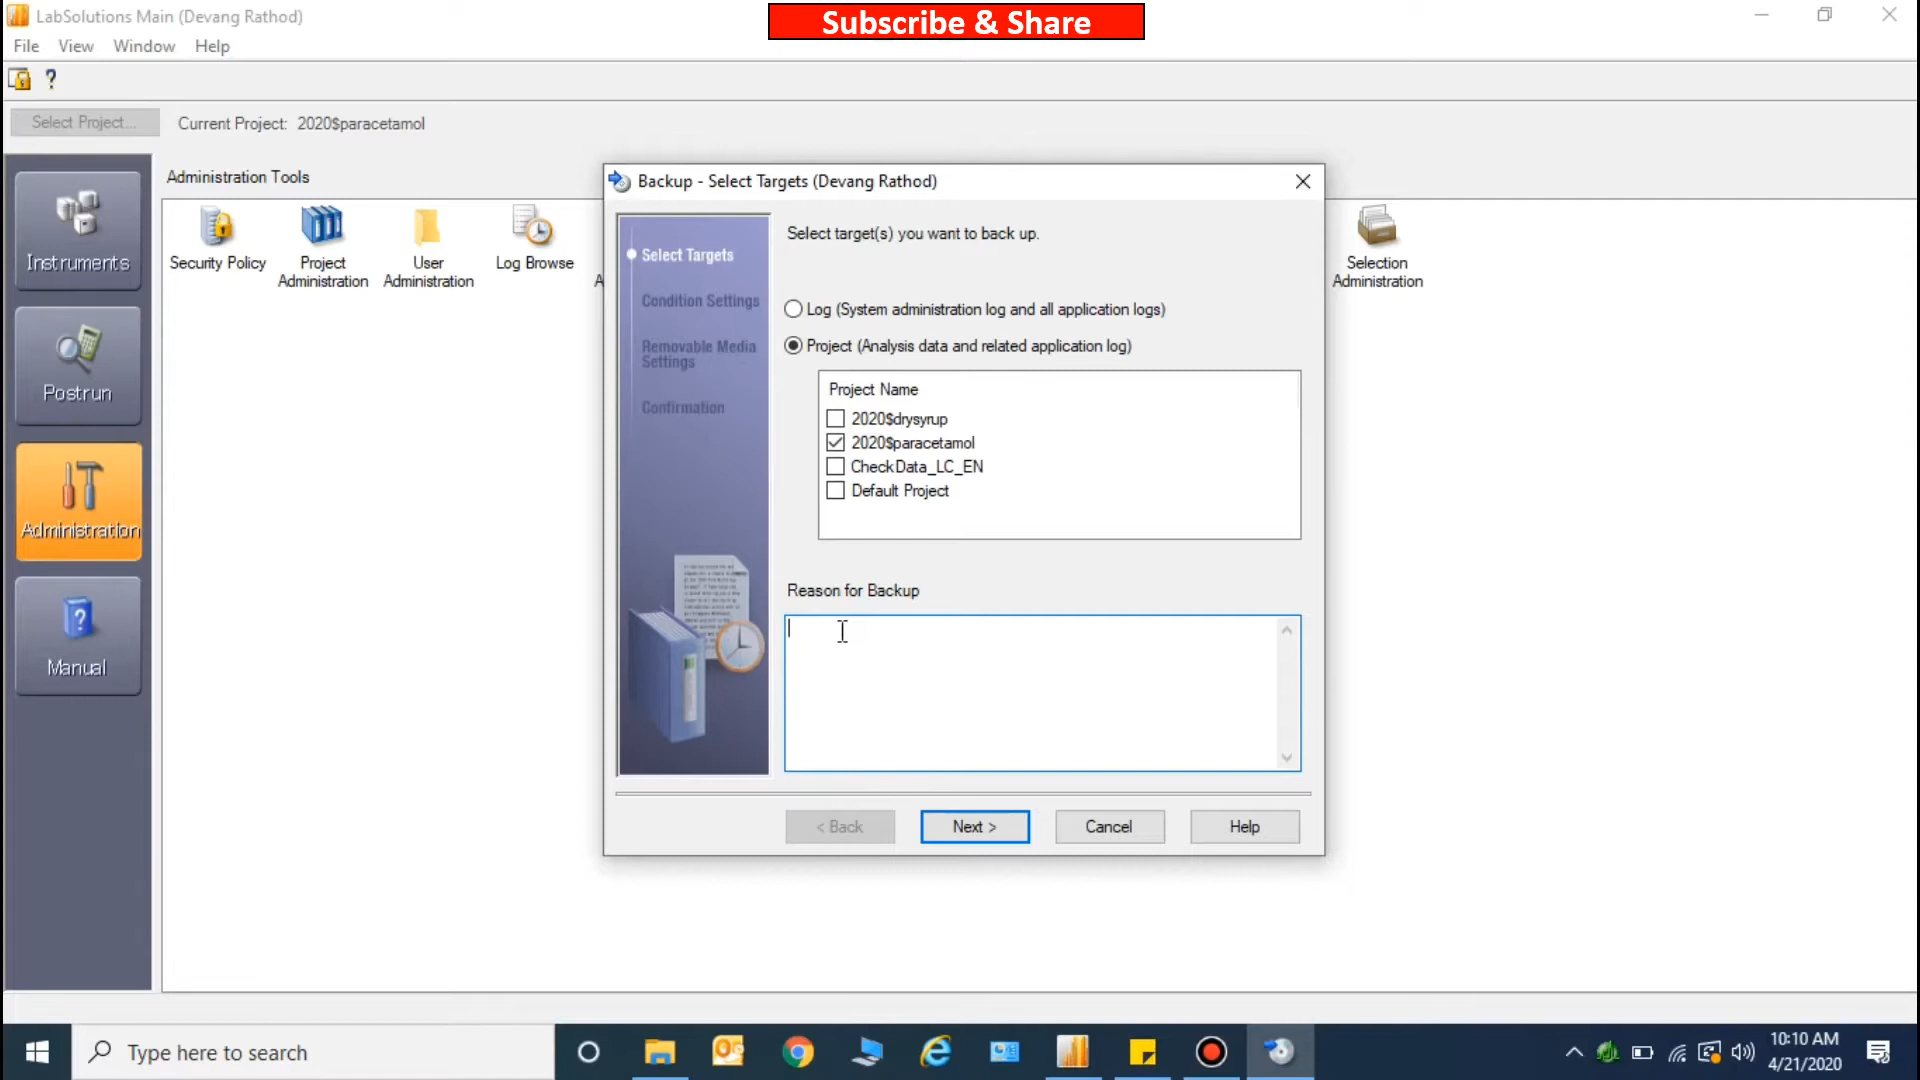 LabSolutions Main (Devang Rathod)
Subscribe & Share
File View Window Help
?
Select Project... Current Project: 2020$paracetamol
Administration Tools
Instruments
Postrun
Administration
?
Manual
Security Policy
Project
Administration
User
Administration
Log Browse
A
Selection
Administration
Backup - Select Targets (Devang Rathod)
Select Targets
Condition Settings
Removable Media
Settings
Confirmation
Select target(s) you want to back up.
Log (System administration log and all application logs)
Project (Analysis data and related application log)
Project Name
2020$drysyrup
2020$paracetamol
CheckData_LC_EN
Default Project
Reason for Backup
< Back Next > Cancel Help
Type here to search
10:10 AM
4/21/2020